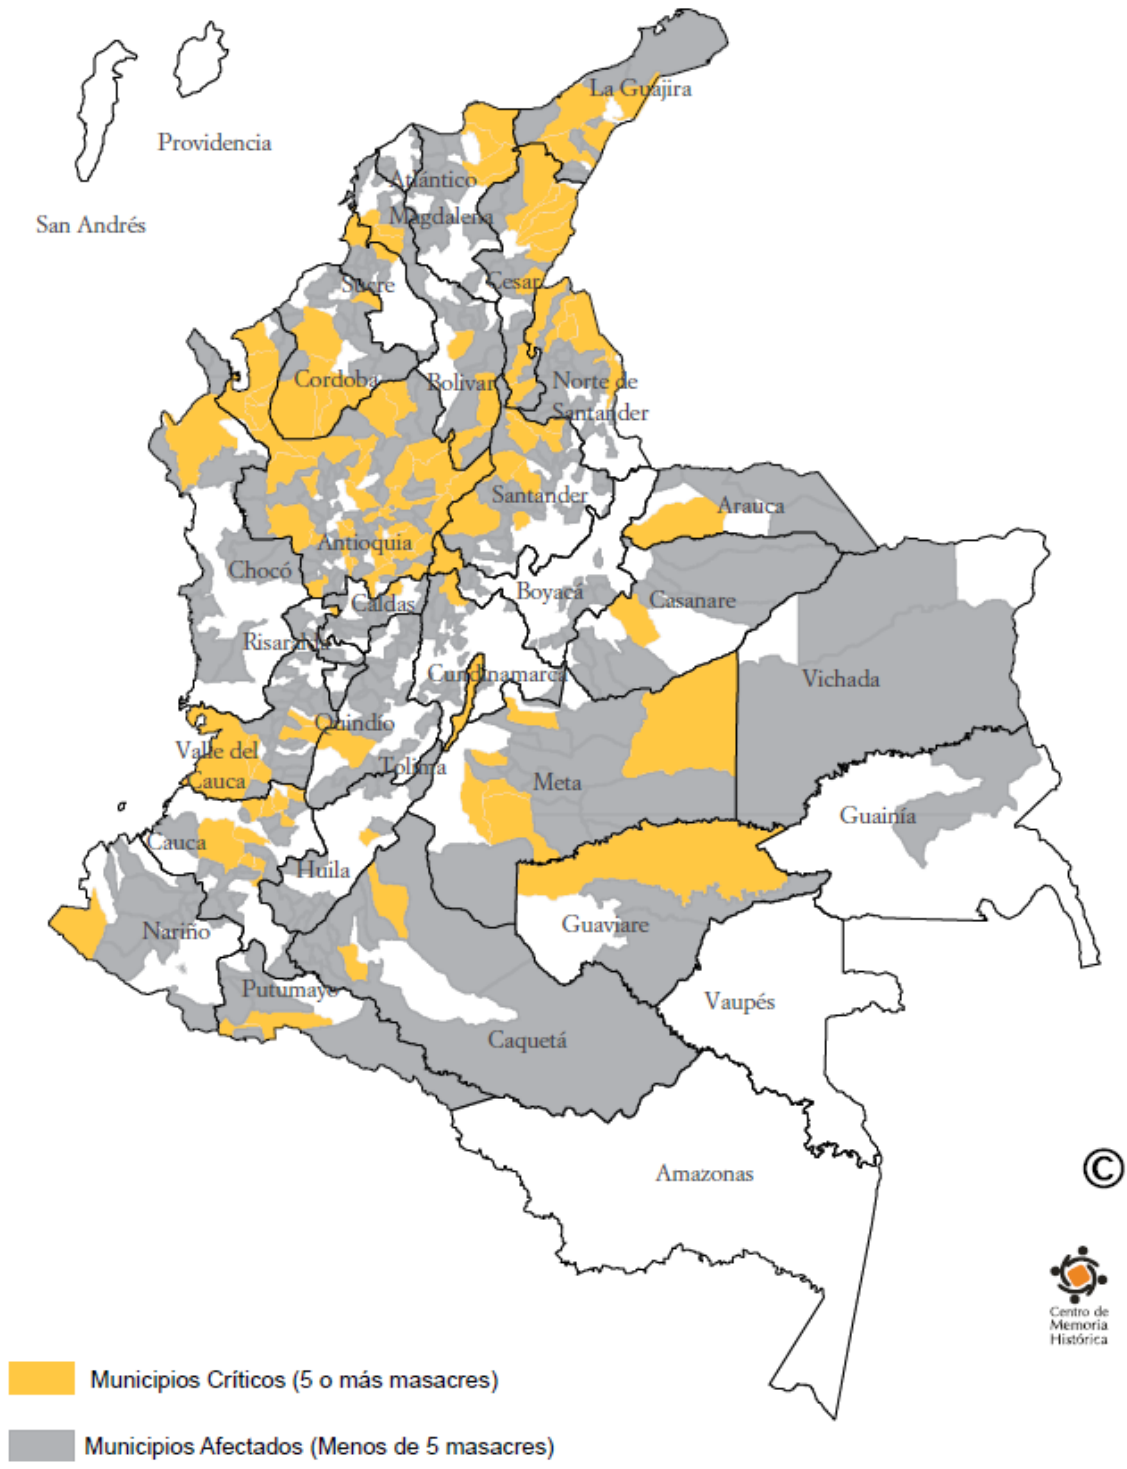 La Guajira
Providencia
Atlántico
Magdalena
San Andrés
Cesar
Sucre
Cordoba
Bolivar
Norte de
Santander
Santander
Arauca
Antioquia
Chocó
Boyacá
Casanare
Caldas
Risaralda
Cundinamarca
Vichada
Quindío
Valle del
Cauca
Tolima
Meta
Guainía
Cauca
Huila
Guaviare
Nariño
Putumayo
Vaupés
Caquetá
Amazonas
©
Centro de
Memoria
Histórica
Municipios Críticos (5 o más masacres)
Municipios Afectados (Menos de 5 masacres)